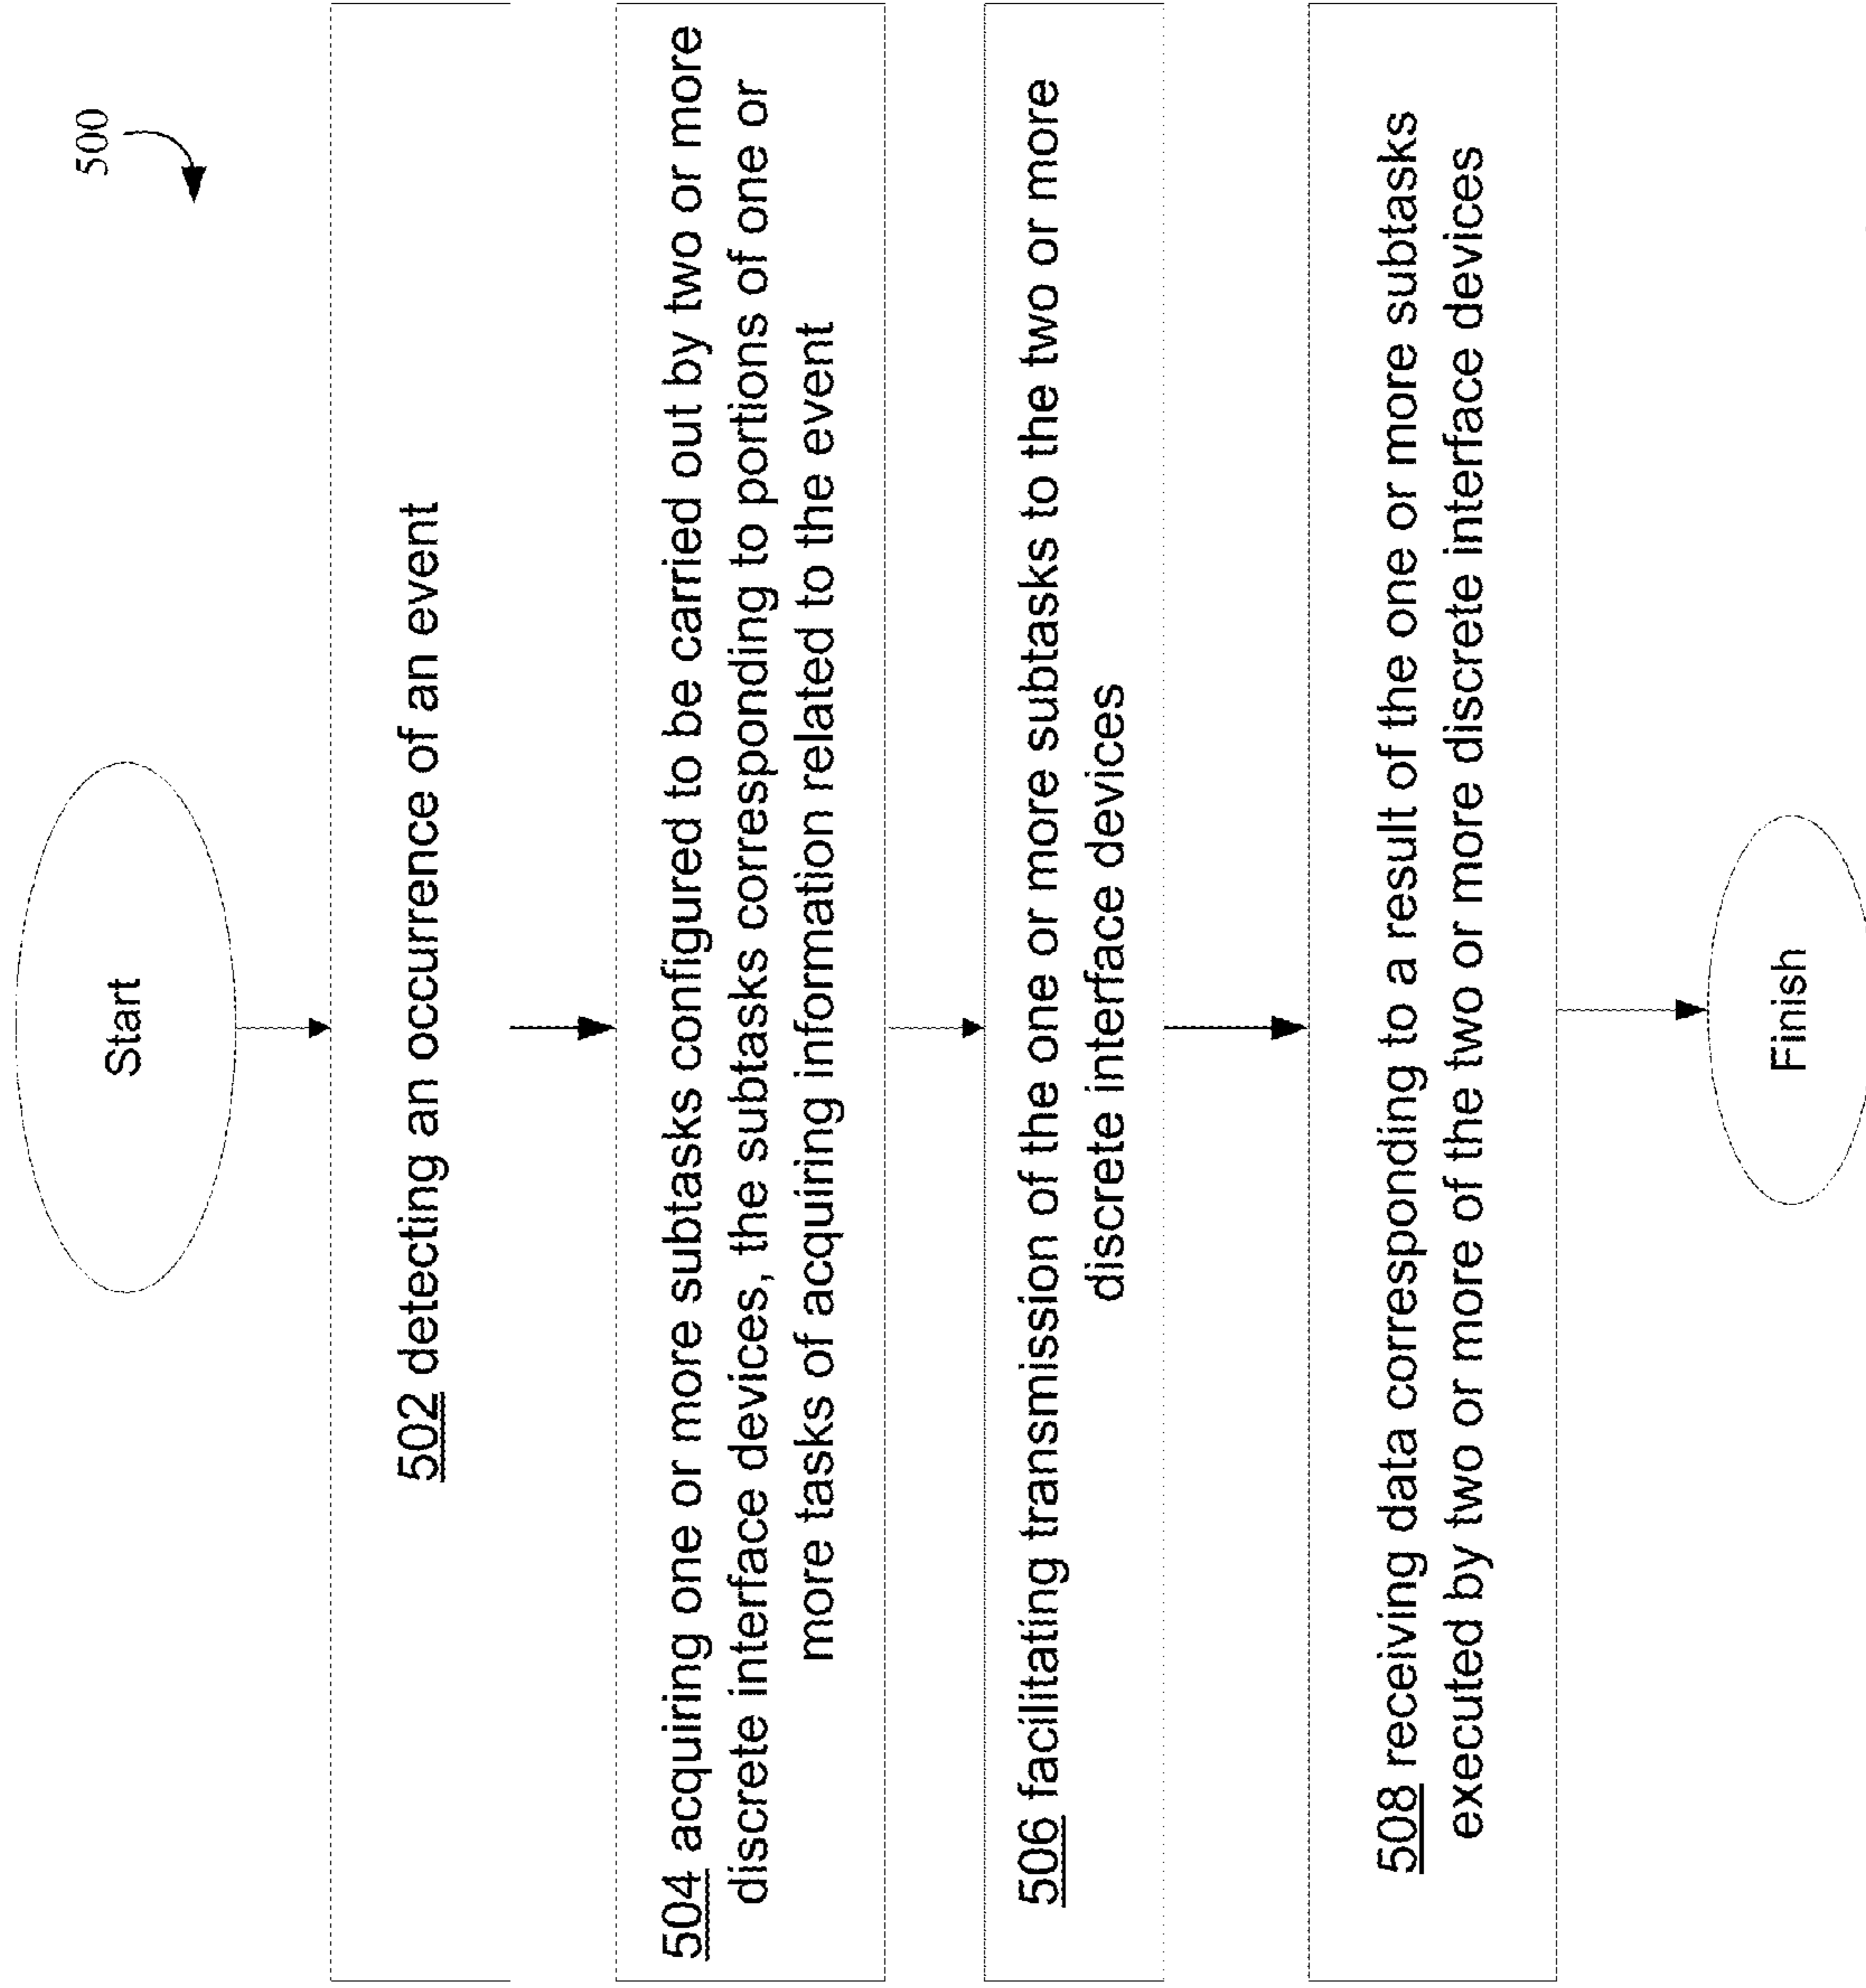 500
Start
502 detecting an occurrence of an event
504 acquiring one or more subtasks configured to be carried out by two or more
discrete interface devices, the subtasks corresponding to portions of one or
more tasks of acquiring information related to the event
506 facilitating transmission of the one or more subtasks to the two or more
discrete interface devices
508 receiving data corresponding to a result of the one or more subtasks
executed by two or more of the two or more discrete interface devices
Finish